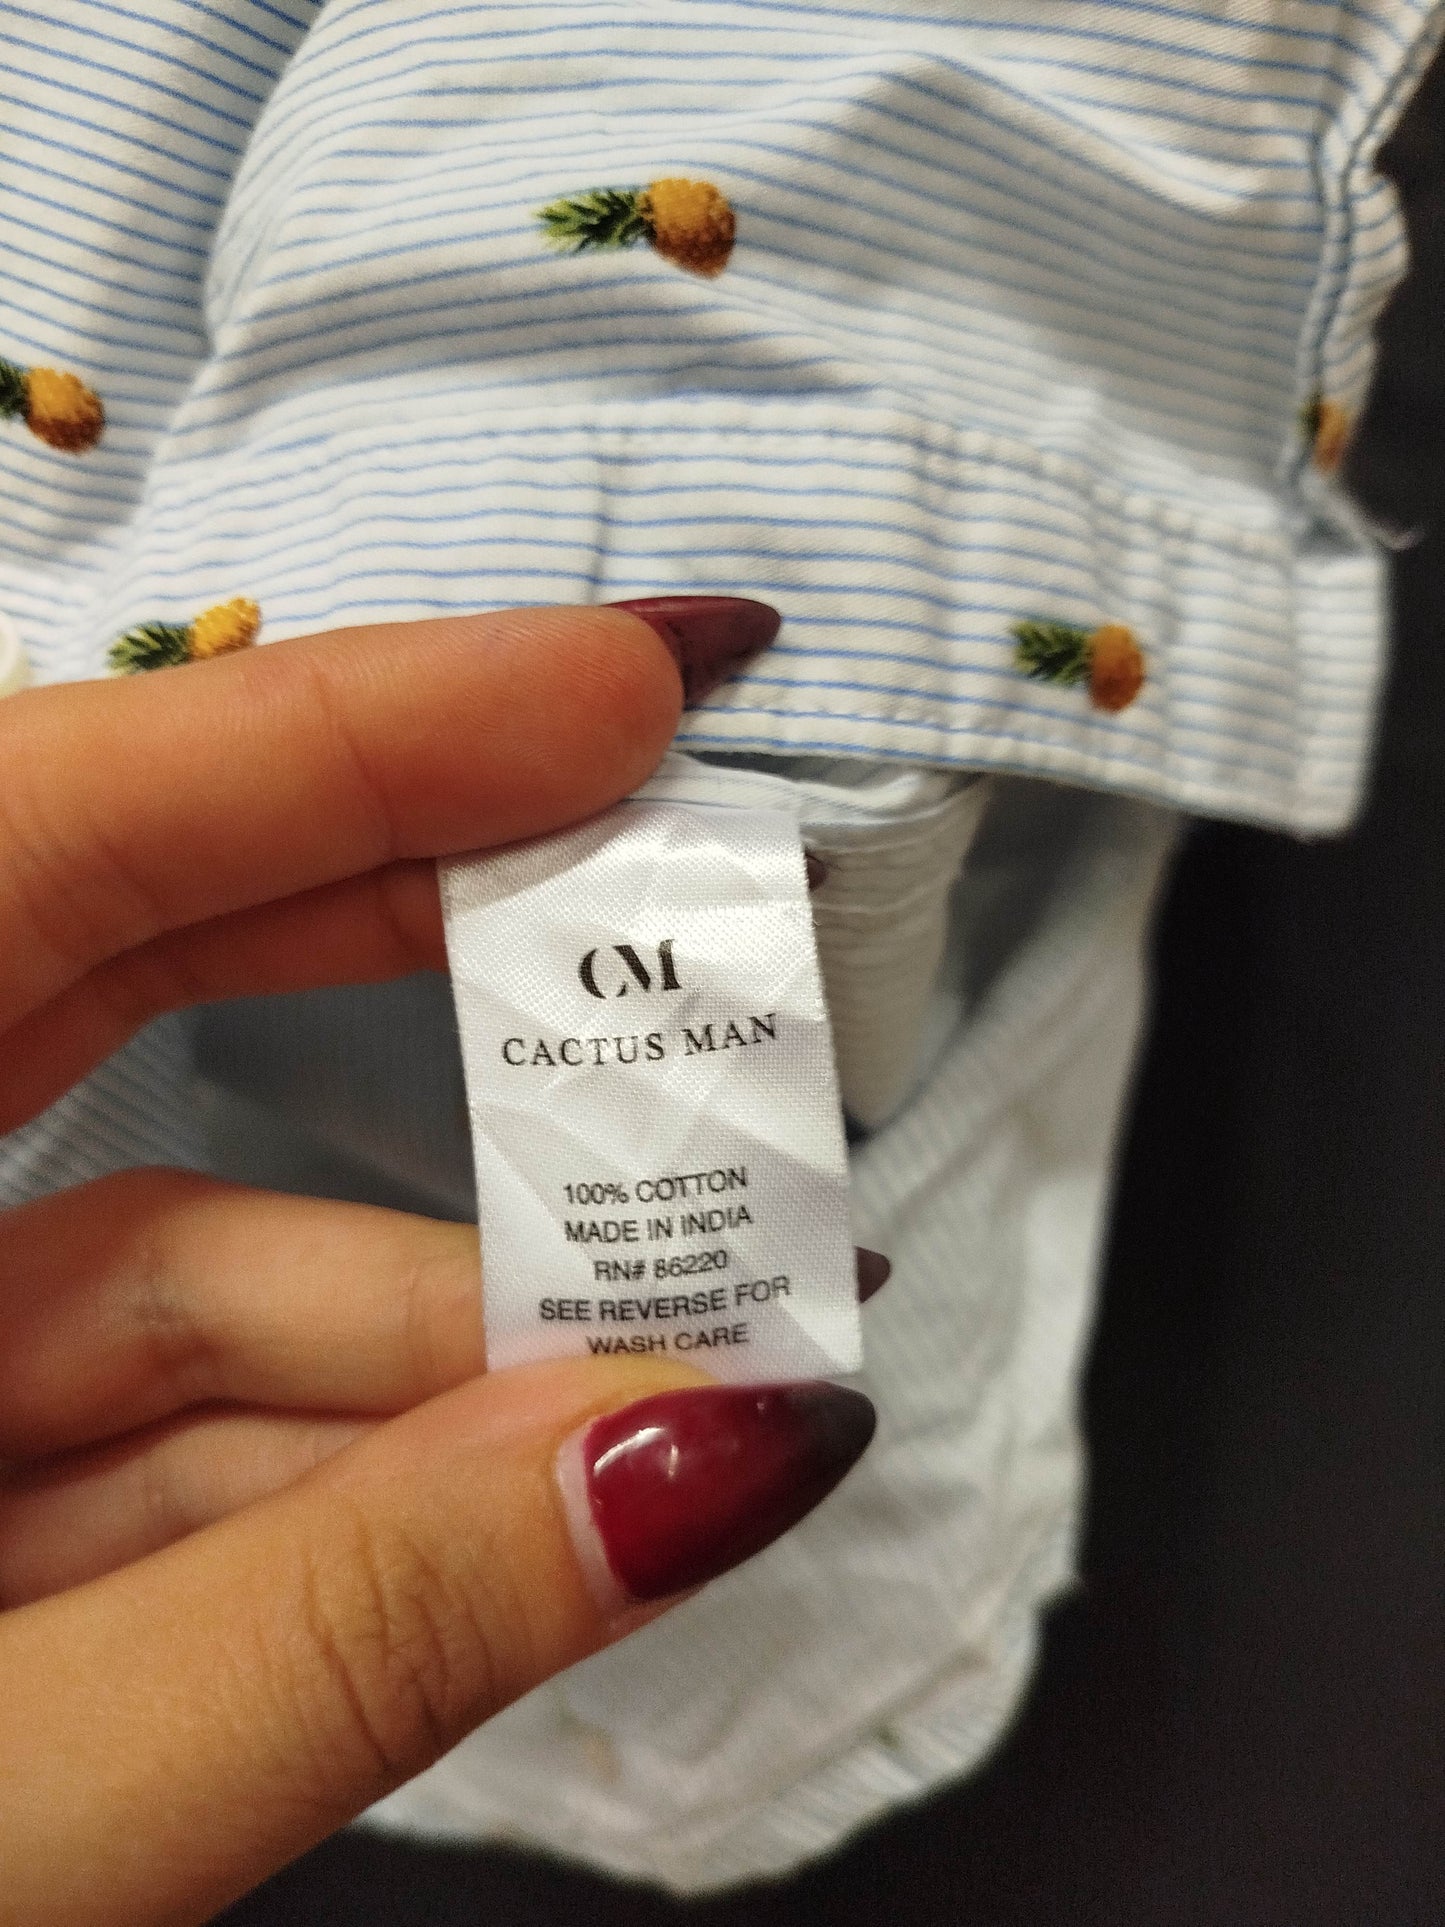 CM
CACTUS MAN
100% COTTON
MADE IN INDIA
RN# 86220
SEE REVERSE FOR
WASH CARE